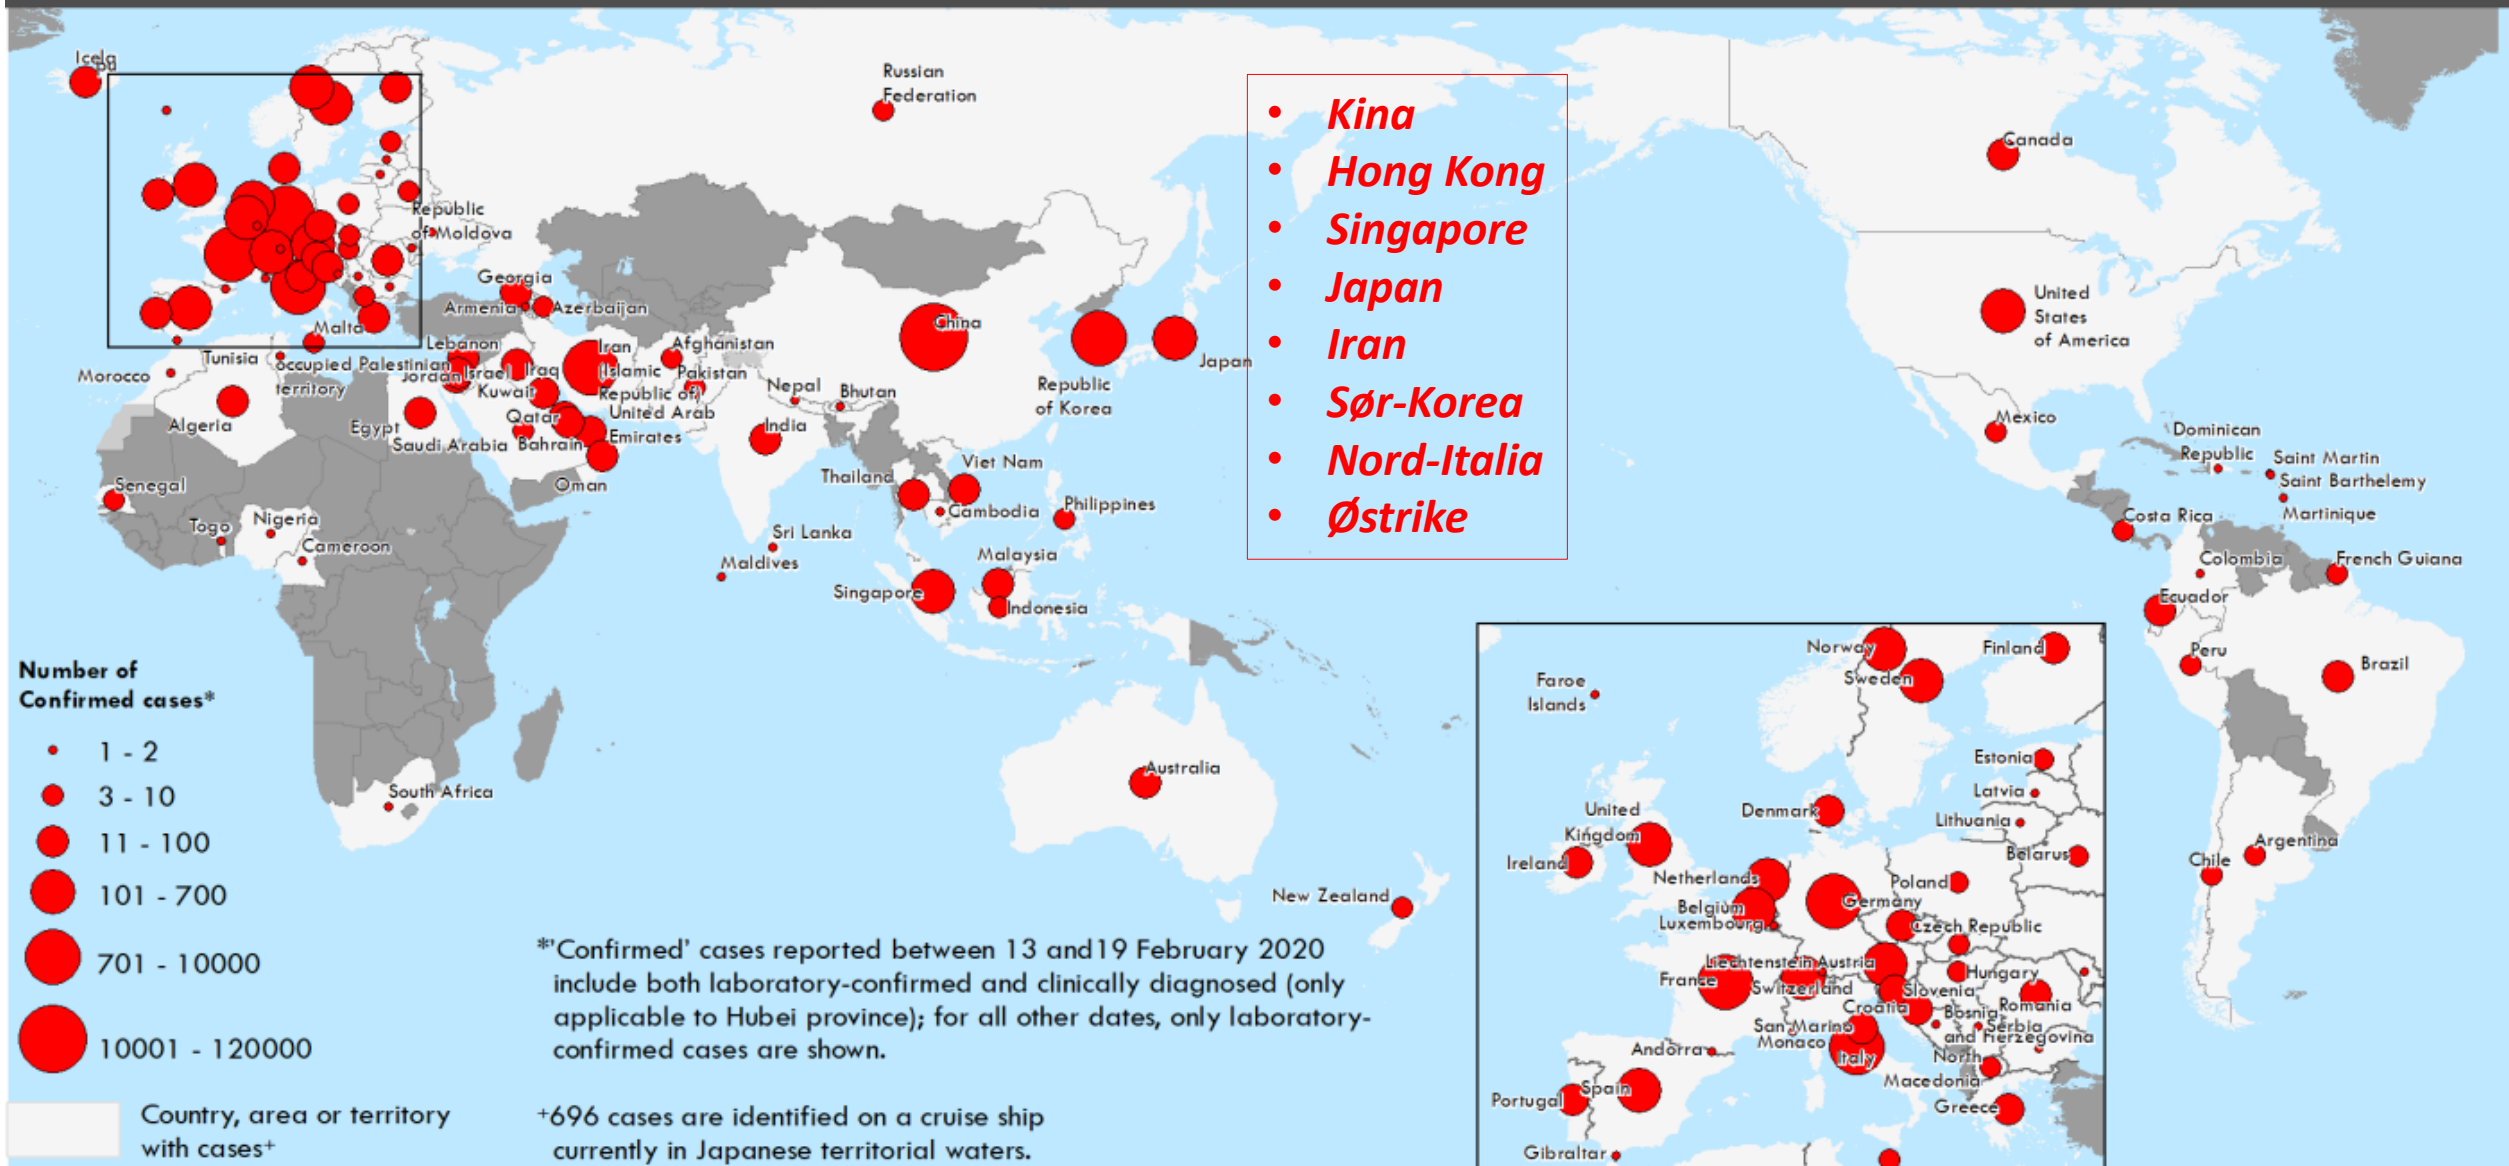 Icela
Russian
Federation
Republic
of Moldova
Georgia
Armenia
Azerbaijan
Malta
Tunisia
Morocco
Lebanon
occupied Palestinian
territory
Jordan
Israel
Iraq
Kuwait
Iran
(Islamic
Republic of)
Afghanistan
Pakistan
Algeria
Egypt
Qatar
United Arab
Emirates
Saudi Arabia
Bahrain
Oman
Nepal
Bhutan
India
China
Republic
of Korea
Japan
Senegal
Togo
Nigeria
Cameroon
Thailand
Viet Nam
Cambodia
Philippines
Sri Lanka
Maldives
Malaysia
Singapore
Indonesia
South Africa
Australia
New Zealand
• Kina
• Hong Kong
• Singapore
• Japan
• Iran
• Sør-Korea
• Nord-Italia
• Østrike
Canada
United
States
of America
Mexico
Dominican
Republic
Saint Martin
Saint Barthelemy
Martinique
Costa Rica
Colombia
French Guiana
Ecuador
Peru
Brazil
Argentina
Chile
Number of
Confirmed cases*
1 - 2
3 - 10
11 - 100
101 - 700
701 - 10000
10001 - 120000
Country, area or territory
with cases+
*'Confirmed' cases reported between 13 and19 February 2020
include both laboratory-confirmed and clinically diagnosed (only
applicable to Hubei province); for all other dates, only laboratory-
confirmed cases are shown.
+696 cases are identified on a cruise ship
currently in Japanese territorial waters.
Norway
Finland
Sweden
Faroe
Islands
Estonia
Latvia
Lithuania
Denmark
United
Kingdom
Ireland
Belarus
Netherlands
Poland
Belgium
Germany
Luxembourg
Czech Republic
Liechtenstein
Austria
France
Switzerland
Hungary
Slovenia
Croatia
Romania
Bosnia
and Herzegovina
San Marino
Serbia
Monaco
Andorra
Italy
North
Macedonia
Portugal
Spain
Greece
Gibraltar